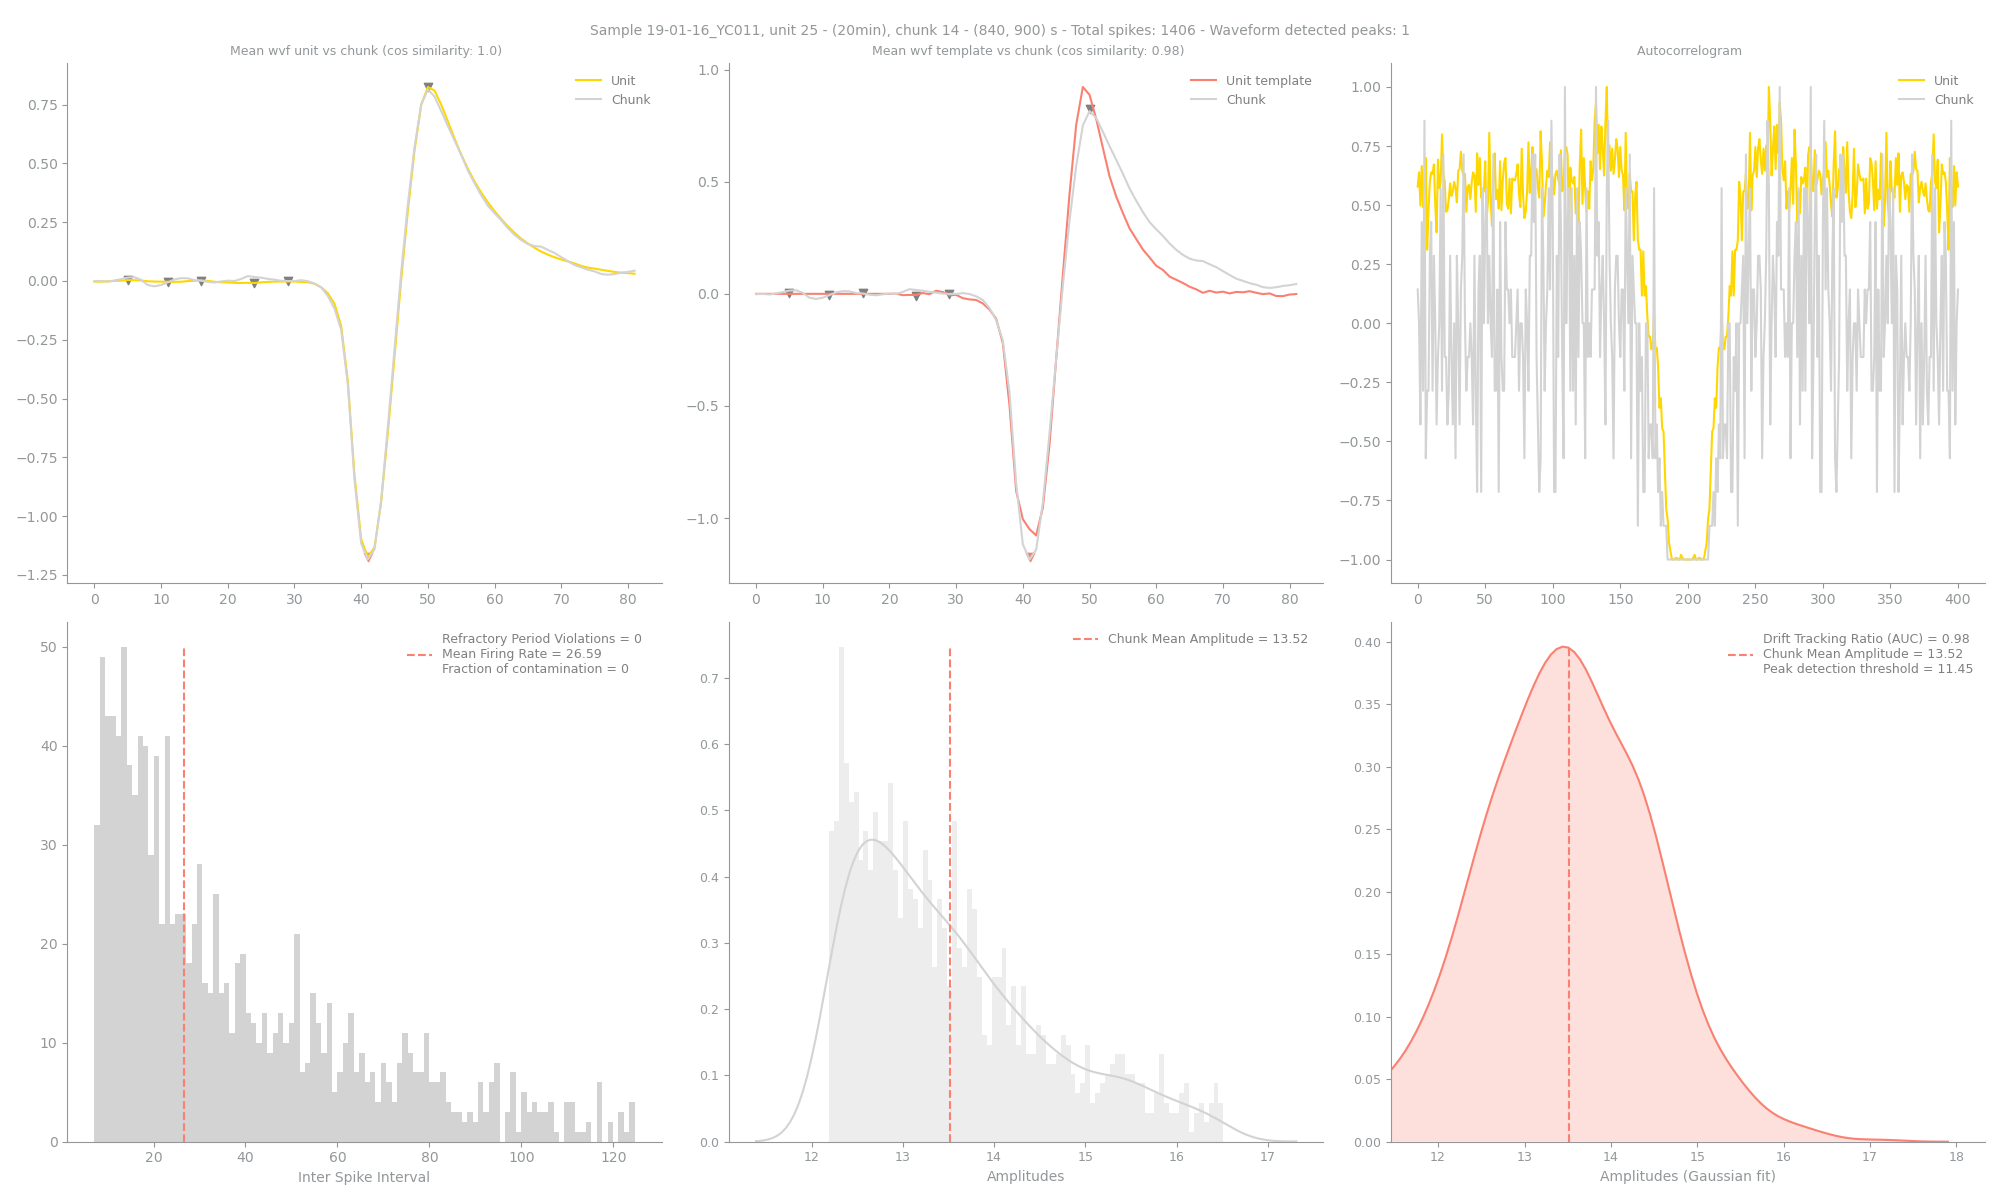 Sample 19-01-16_YC011, unit 25 - (20min), chunk 14 - (840, 900) s - Total spikes: 1406 - Waveform detected peaks: 1
Mean wvf unit vs chunk (cos similarity: 1.0)
Unit
Chunk
0.75
0.50
0.25
0.00
−0.25
−0.50
−0.75
−1.00
−1.25
0 10 20 30 40 50 60 70 80
Mean wvf template vs chunk (cos similarity: 0.98)
Unit template
Chunk
1.0
0.5
0.0
−0.5
−1.0
0 10 20 30 40 50 60 70 80
Autocorrelogram
Unit
Chunk
1.00
0.75
0.50
0.25
0.00
−0.25
−0.50
−0.75
−1.00
0 50 100 150 200 250 300 350 400
Refractory Period Violations = 0
Mean Firing Rate = 26.59
Fraction of contamination = 0
50
40
30
20
10
0
20 40 60 80 100 120
Inter Spike Interval
Chunk Mean Amplitude = 13.52
0.7
0.6
0.5
0.4
0.3
0.2
0.1
0.0
12 13 14 15 16 17
Amplitudes
Drift Tracking Ratio (AUC) = 0.98
Chunk Mean Amplitude = 13.52
Peak detection threshold = 11.45
0.40
0.35
0.30
0.25
0.20
0.15
0.10
0.05
0.00
12 13 14 15 16 17 18
Amplitudes (Gaussian fit)